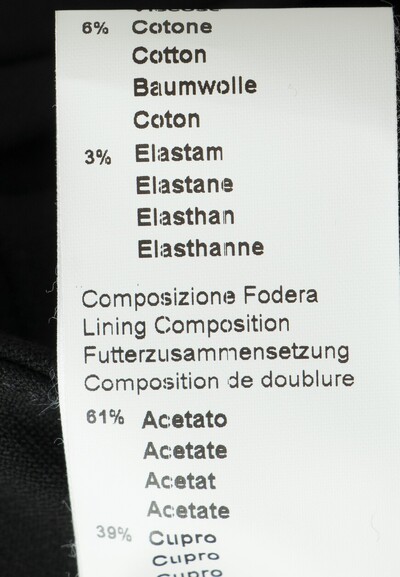 6% Cotone
Cotton
Baumwolle
Coton
3% Elastam
Elastane
Elasthan
Elasthanne
Composizione Fodera
Lining Composition
Futterzusammensetzung
Composition de doublure
61% Acetato
Acetate
Acetat
Acetate
39% Cupro
Cupro
Cupro